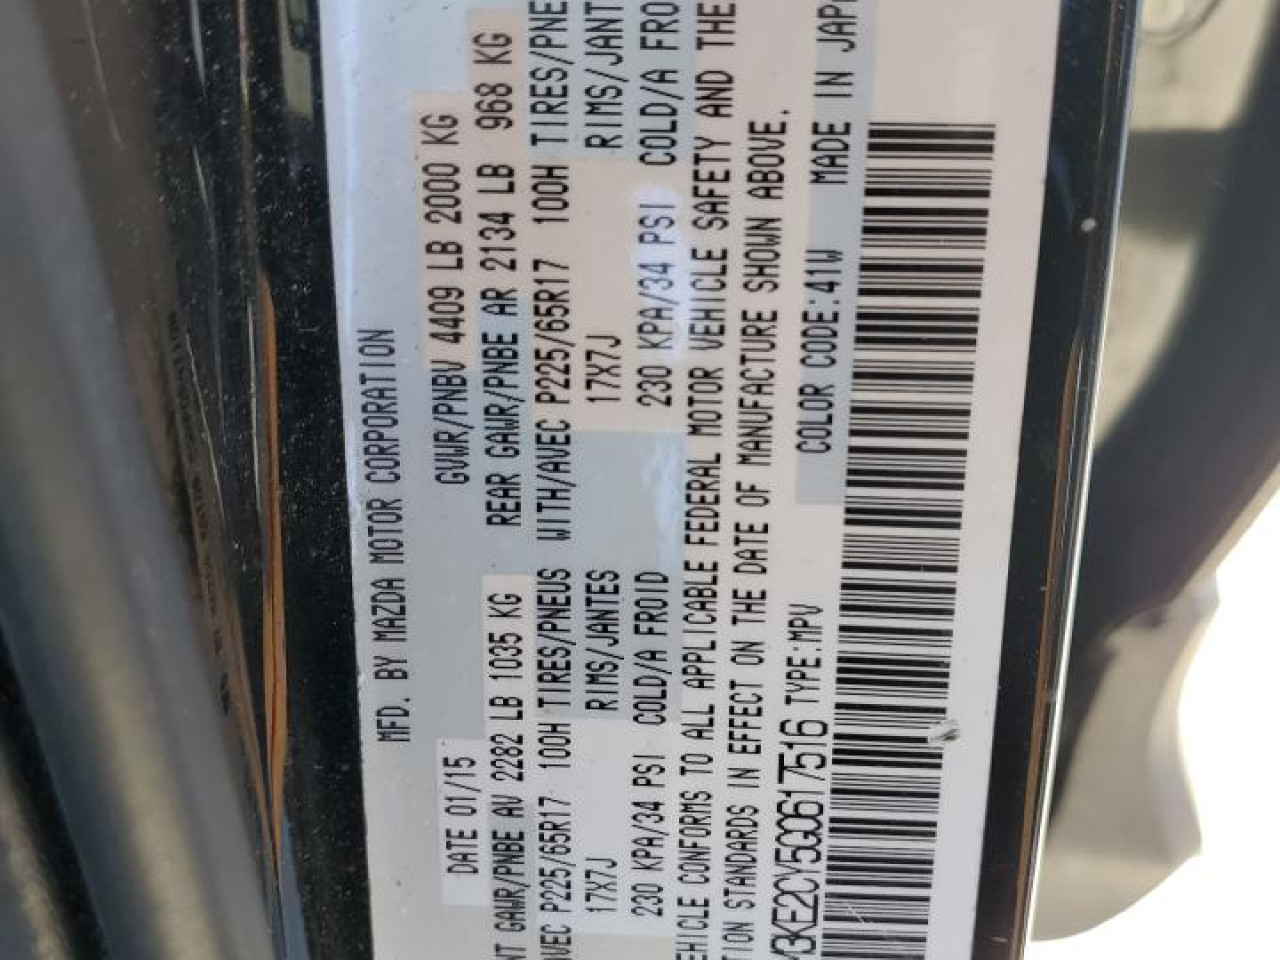 MFD. BY MAZDA MOTOR CORPORATION
DATE 01/15 GVWR/PNBV 4409 LB 2000 KG
NT GAWR/PNBE AV 2282 LB 1035 KG REAR GAWR/PNBE AR 2134 LB 968 KG
AVEC P225/65R17 100H TIRES/PNEUS WITH/AVEC P225/65R17 100H TIRES/PNE
17X7J RIMS/JANTES 17X7J RIMS/JANT
230 KPA/34 PSI COLD/A FROID 230 KPA/34 PSI COLD/A FRO
EHICLE CONFORMS TO ALL APPLICABLE FEDERAL MOTOR VEHICLE SAFETY AND THE
TION STANDARDS IN EFFECT ON THE DATE OF MANUFACTURE SHOWN ABOVE.
3KE2CY5G0617516 TYPE:MPV COLOR CODE:41W MADE IN JAP